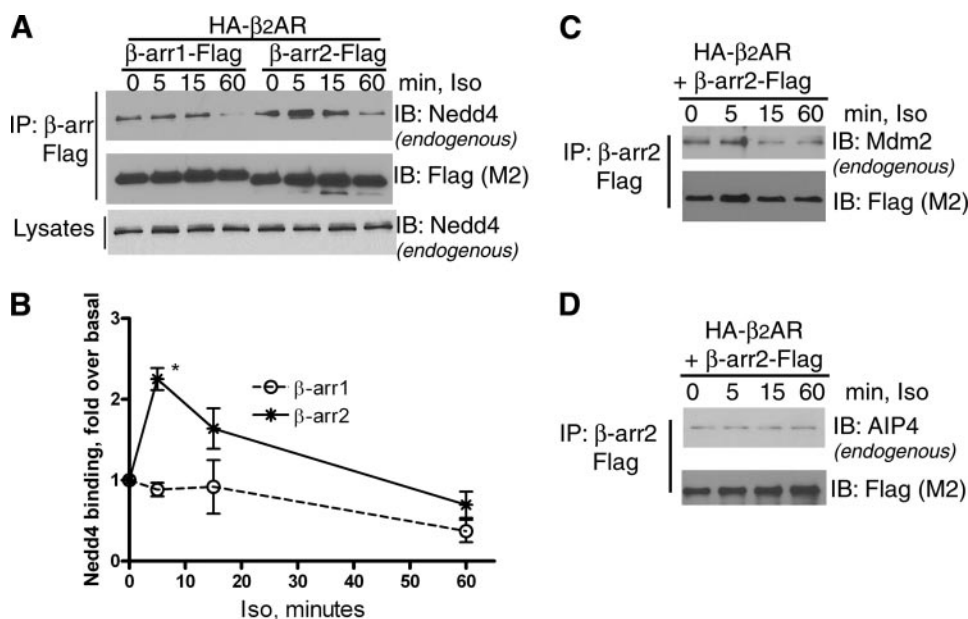 A
HA-β2AR
β-arr1-Flag β-arr2-Flag
0 5 15 60 0 5 15 60 min, Iso
IP: β-arr
Flag
IB: Nedd4
(endogenous)
IB: Flag (M2)
Lysates
IB: Nedd4
(endogenous)
B
Nedd4 binding, fold over basal
3
2
1
0
*
β-arr1
β-arr2
0 10 20 30 40 50 60
Iso, minutes
C
HA-β2AR
+ β-arr2-Flag
0 5 15 60 min, Iso
IP: β-arr2
Flag
IB: Mdm2
(endogenous)
IB: Flag (M2)
D
HA-β2AR
+ β-arr2-Flag
0 5 15 60 min, Iso
IP: β-arr2
Flag
IB: AIP4
(endogenous)
IB: Flag (M2)